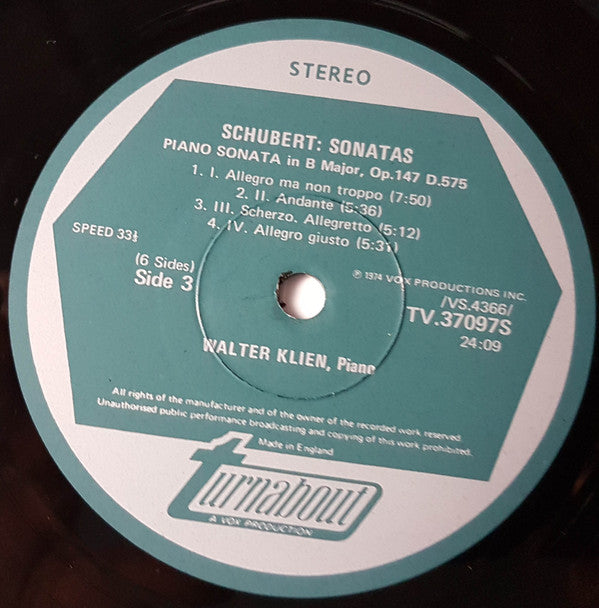 STEREO
SCHUBERT: SONATAS
PIANO SONATA in B Major, Op.147 D.575
1. I. Allegro ma non troppo (7:50)
2. II. Andante (5:36)
3. III. Scherzo. Allegretto (5:12)
4. IV. Allegro giusto (5:31)
SPEED 33⅓
(6 Sides)
Side 3
℗ 1974 VOX PRODUCTIONS INC.
/VS.4366/
TV.37097S
24:09
WALTER KLIEN, Piano
All rights of the manufacturer and of the owner of the recorded work reserved.
Unauthorised public performance broadcasting and copying of this work prohibited.
Made in England
turnabout
A VOX PRODUCTION